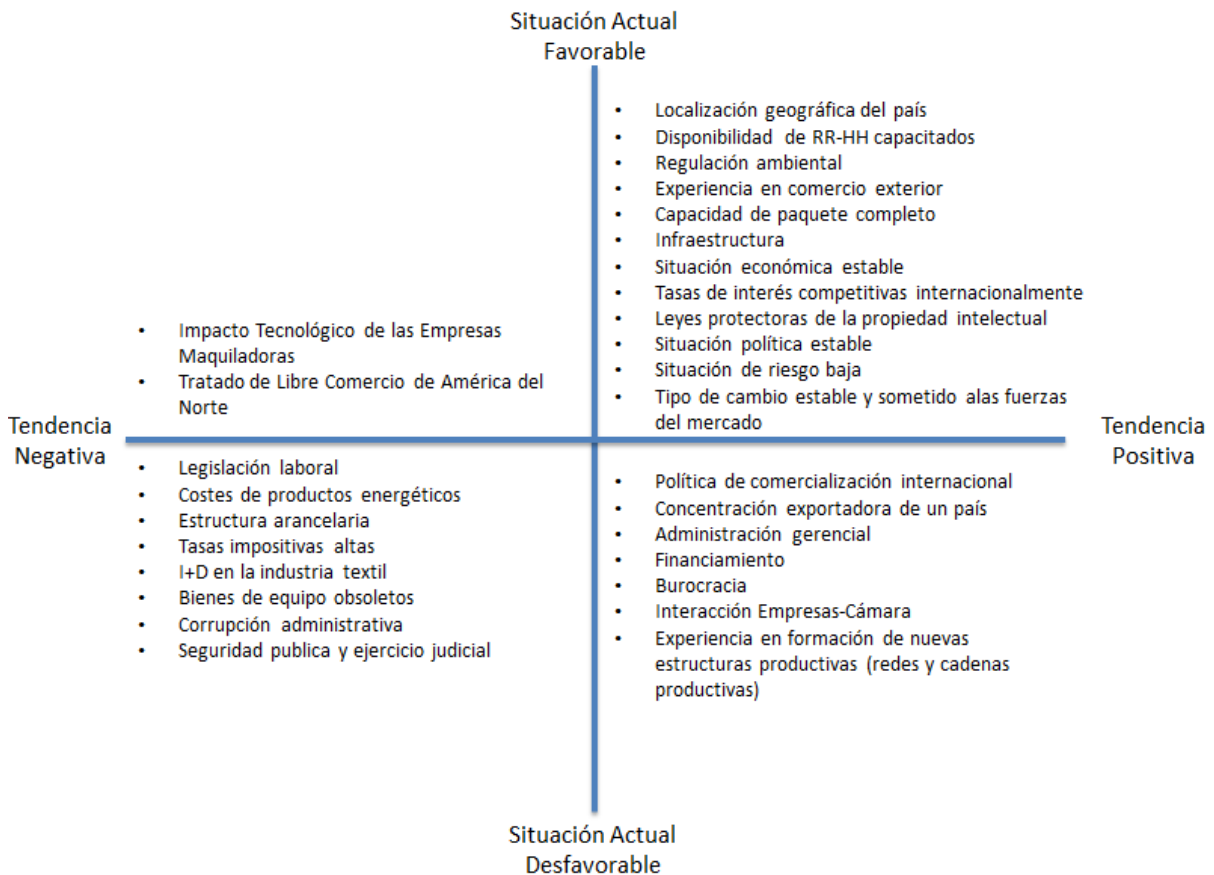 Situación Actual
Favorable
• Localización geográfica del país
• Disponibilidad de RR-HH capacitados
• Regulación ambiental
• Experiencia en comercio exterior
• Capacidad de paquete completo
• Infraestructura
• Situación económica estable
• Tasas de interés competitivas internacionalmente
• Leyes protectoras de la propiedad intelectual
• Situación política estable
• Situación de riesgo baja
• Tipo de cambio estable y sometido alas fuerzas
del mercado
• Impacto Tecnológico de las Empresas
Maquiladoras
• Tratado de Libre Comercio de América del
Norte
Tendencia
Negativa
Tendencia
Positiva
• Legislación laboral
• Costes de productos energéticos
• Estructura arancelaria
• Tasas impositivas altas
• I+D en la industria textil
• Bienes de equipo obsoletos
• Corrupción administrativa
• Seguridad publica y ejercicio judicial
• Política de comercialización internacional
• Concentración exportadora de un país
• Administración gerencial
• Financiamiento
• Burocracia
• Interacción Empresas-Cámara
• Experiencia en formación de nuevas
estructuras productivas (redes y cadenas
productivas)
Situación Actual
Desfavorable